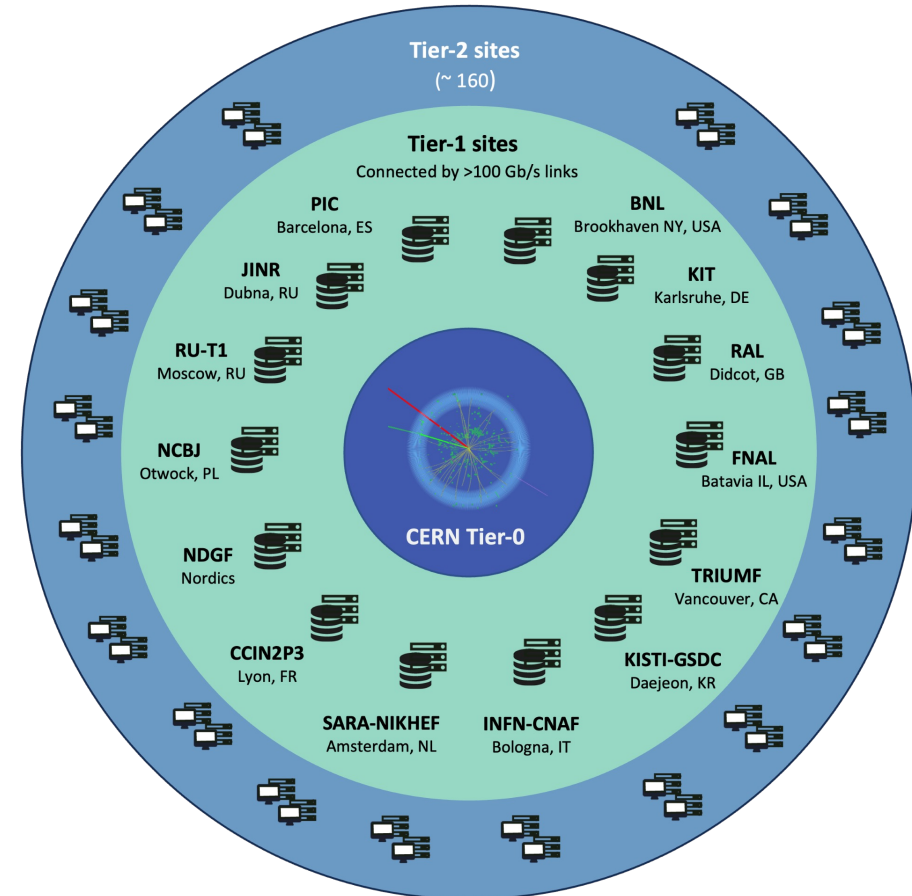 Tier-2 sites
(~ 160)
Tier-1 sites
Connected by >100 Gb/s links
PIC
Barcelona, ES
BNL
Brookhaven NY, USA
JINR
Dubna, RU
KIT
Karlsruhe, DE
RU-T1
Moscow, RU
RAL
Didcot, GB
NCBJ
Otwock, PL
FNAL
Batavia IL, USA
CERN Tier-0
NDGF
Nordics
TRIUMF
Vancouver, CA
CCIN2P3
Lyon, FR
KISTI-GSDC
Daejeon, KR
SARA-NIKHEF
Amsterdam, NL
INFN-CNAF
Bologna, IT